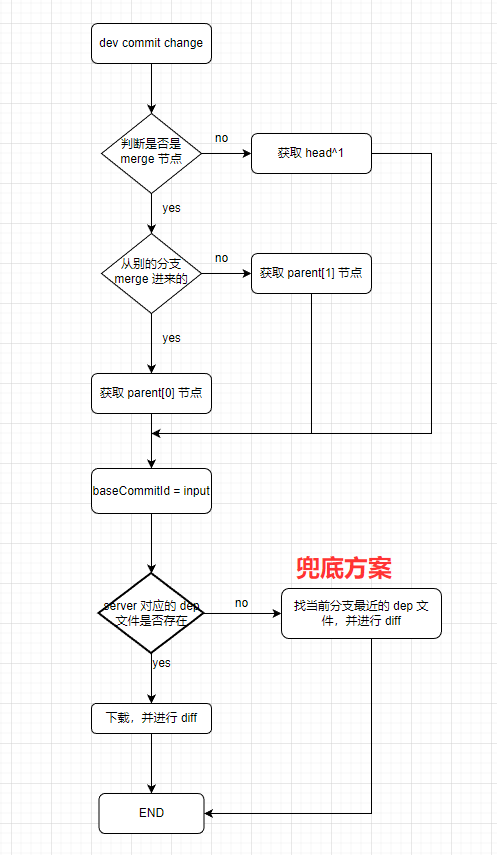 dev commit change
判断是否是
merge 节点
no
获取 head^1
yes
从别的分支
merge 进来的
no
获取 parent[1] 节点
yes
获取 parent[0] 节点
baseCommitId = input
兜底方案
server 对应的 dep
文件是否存在
no
找当前分支最近的 dep 文
件，并进行 diff
yes
下载，并进行 diff
END